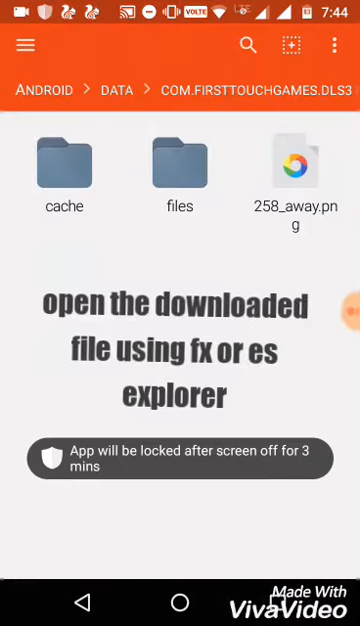 VOLTE 7:44
ANDROID > DATA > COM.FIRSTTOUCHGAMES.DLS3
cache
files
258_away.pn
g
open the downloaded
file using fx or es
explorer
App will be locked after screen off for 3
mins
Made With
VivaVideo